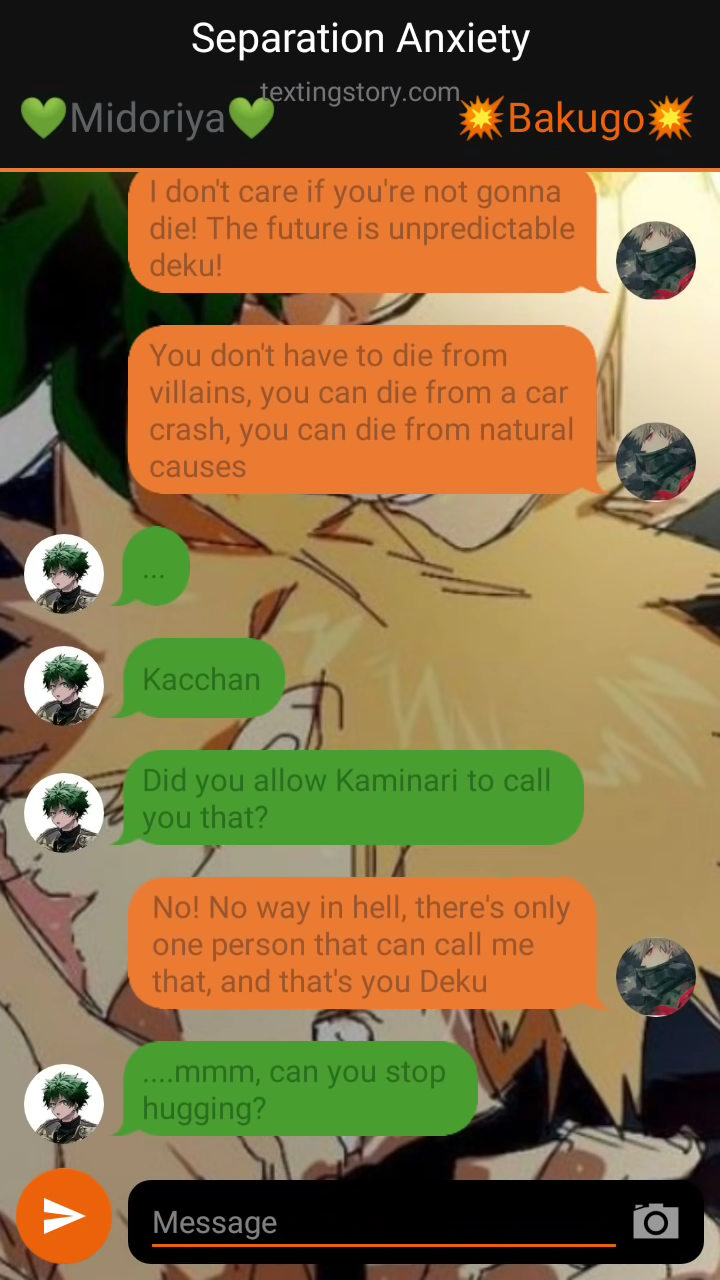 Separation Anxiety
textingstory.com
💚Midoriya💚
💥Bakugo💥
I don't care if you're not gonna
die! The future is unpredictable
deku!
You don't have to die from
villains, you can die from a car
crash, you can die from natural
causes
...
Kacchan
Did you allow Kaminari to call
you that?
No! No way in hell, there's only
one person that can call me
that, and that's you Deku
....mmm, can you stop
hugging?
Message